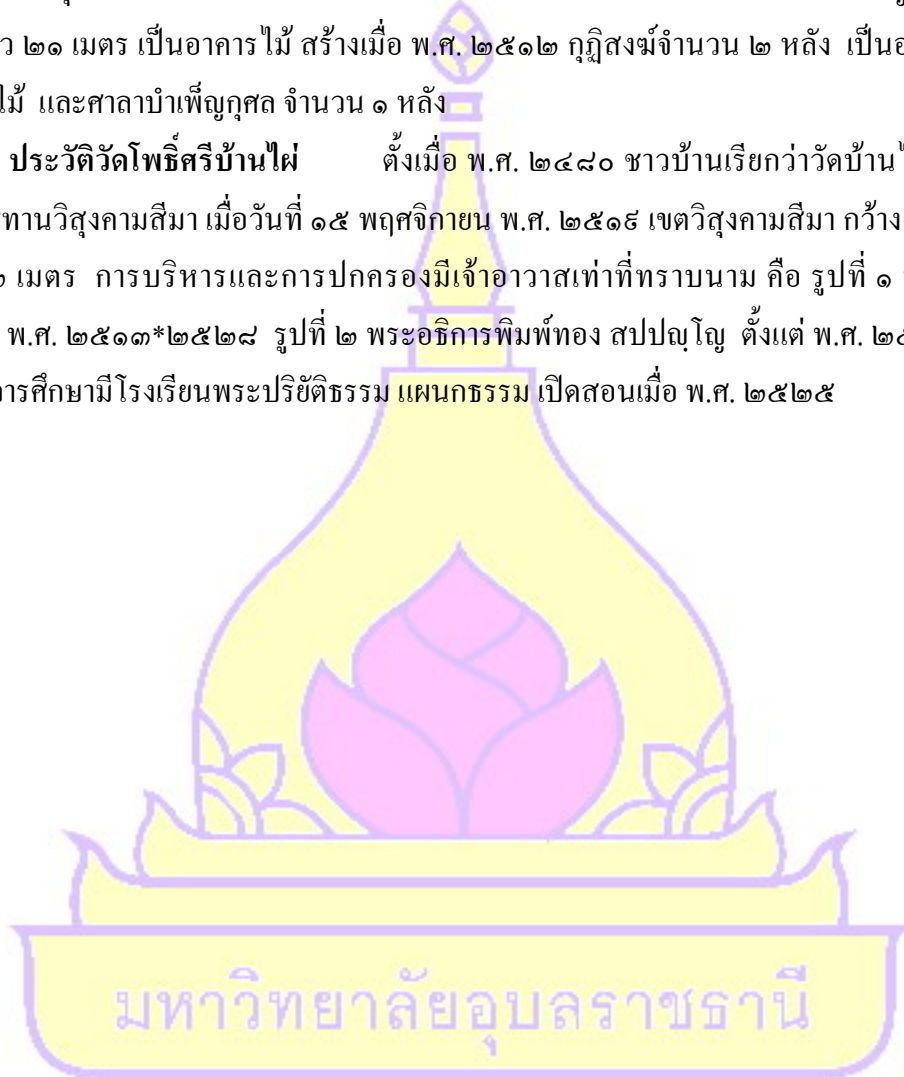 ว ๒๑ เมตร เป็นอาคารไม้ สร้างเมื่อ พ.ศ. ๒๕๑๒ กุฏิสงฆ์จำนวน ๒ หลัง เป็นอ
ไม้ และศาลาบำเพ็ญกุศล จำนวน ๑ หลัง
ประวัติวัดโพธิ์ศรีบ้านไผ่ ตั้งเมื่อ พ.ศ. ๒๔๘๐ ชาวบ้านเรียกว่าวัดบ้าน
ทานวิสุงคามสีมา เมื่อวันที่ ๑๕ พฤศจิกายน พ.ศ. ๒๕๑๙ เขตวิสุงคามสีมา กว้าง
เมตร การบริหารและการปกครองมีเจ้าอาวาสเท่าที่ทราบนาม คือ รูปที่ ๑
พ.ศ. ๒๕๑๓*๒๕๒๘ รูปที่ ๒ พระอธิการพิมพ์ทอง สปปญฺโญ ตั้งแต่ พ.ศ. ๒๕
การศึกษามีโรงเรียนพระปริยัติธรรม แผนกธรรม เปิดสอนเมื่อ พ.ศ. ๒๕๒๕
มหาวิทยาลัยอุบลราชธานี